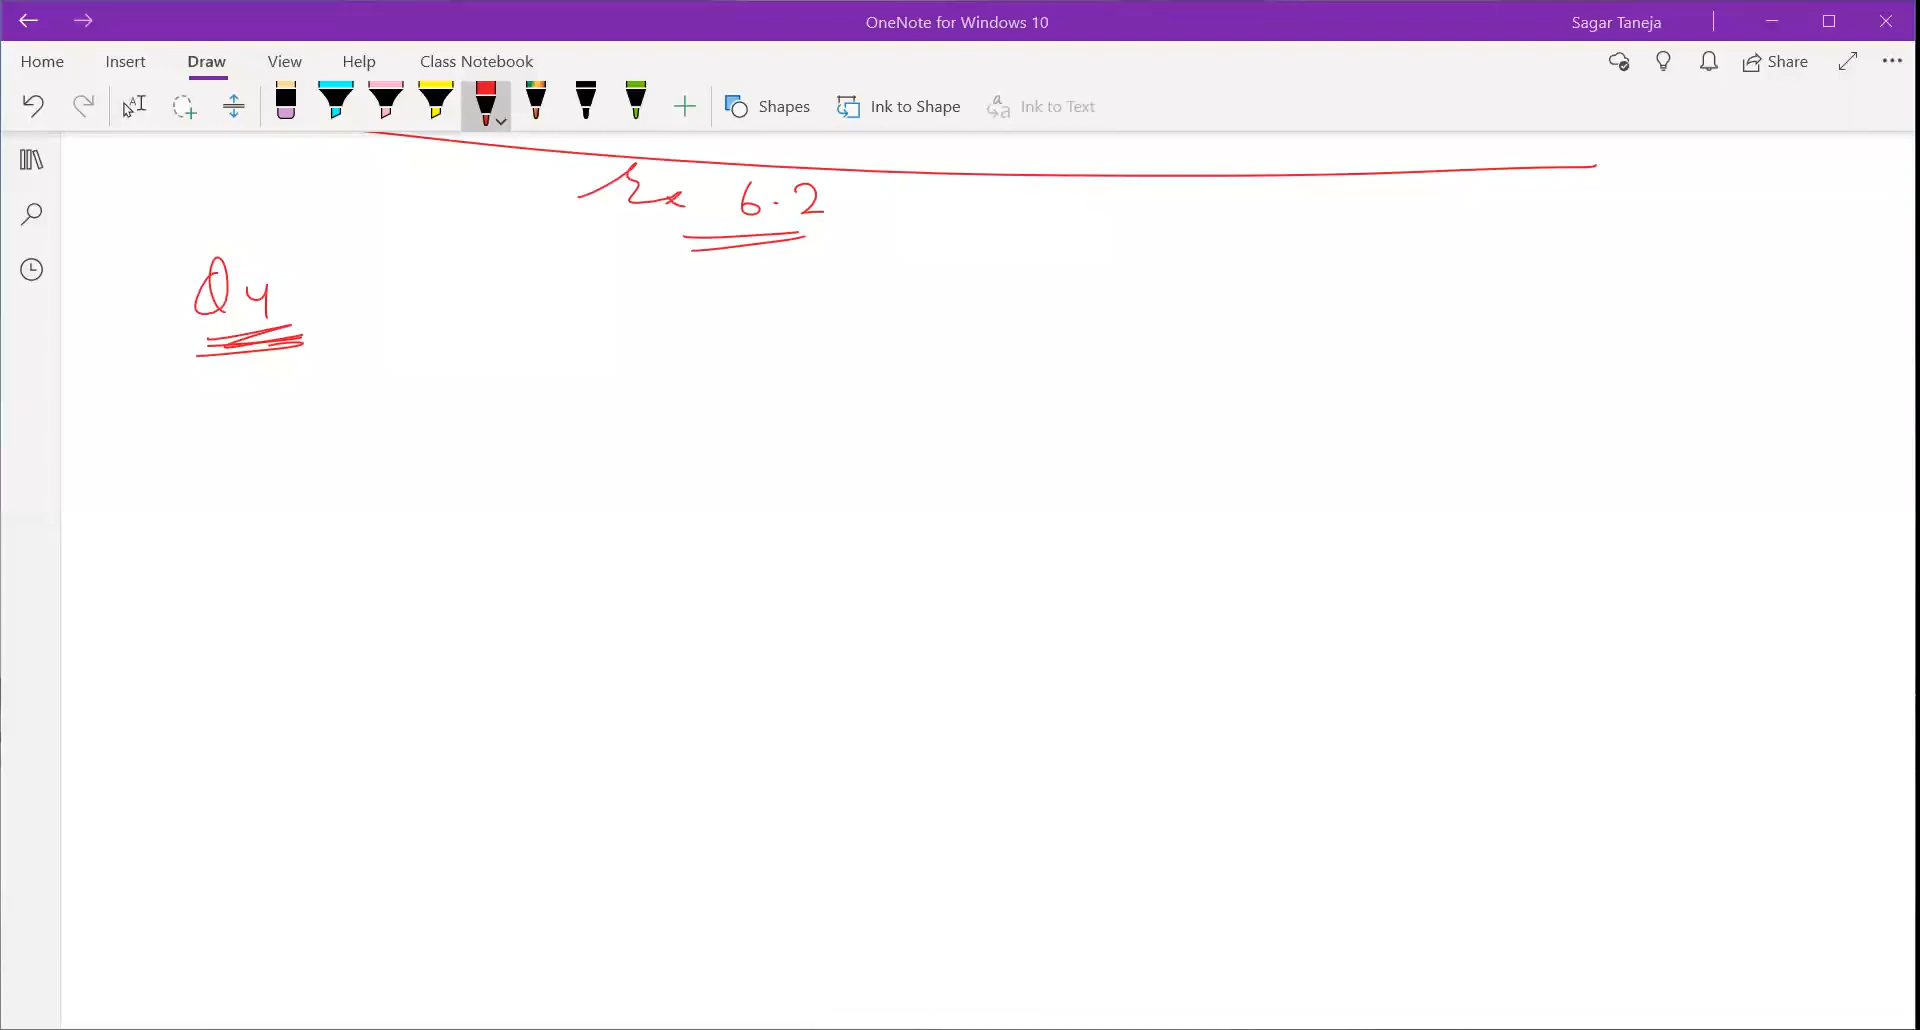 OneNote for Windows 10
Sagar Taneja
Home Insert Draw View Help Class Notebook Share
Shapes Ink to Shape Ink to Text
Ex 6.2
Q4